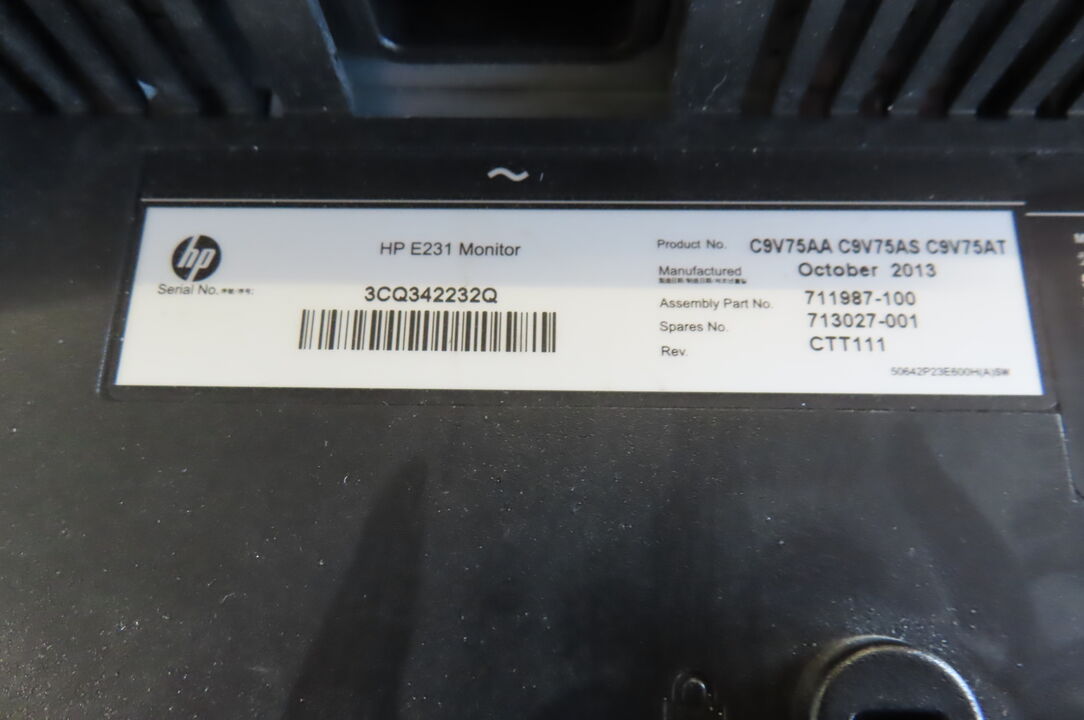 ~
hp
HP E231 Monitor
Serial No.
3CQ342232Q
Product No. C9V75AA C9V75AS C9V75AT
Manufactured October 2013
Assembly Part No. 711987-100
Spares No. 713027-001
Rev. CTT111
50642P23E600H(A)SW